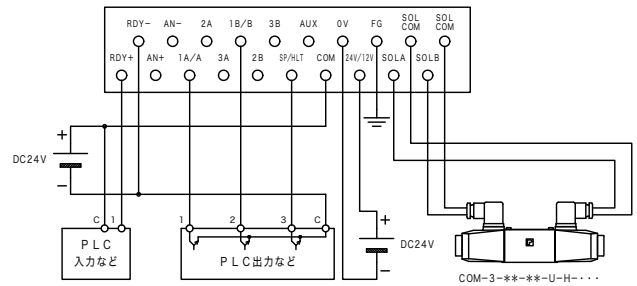 RDY- AN- 2A 1B/B 3B AUX 0V FG SOL COM SOL COM
RDY+ AN+ 1A/A 3A 2B SP/HLT COM 24V/12V SOLA SOLB
+
DC24V
-
C 1
PLC
入力など
1 2 3 C
PLC出力など
+
DC24V
-
COM-3-**-**-U-H-···